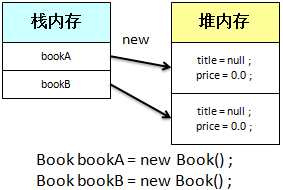 栈内存
堆内存
new
bookA
bookB
title = null ;
price = 0.0 ;
title = null ;
price = 0.0 ;
Book bookA = new Book() ;
Book bookB = new Book() ;